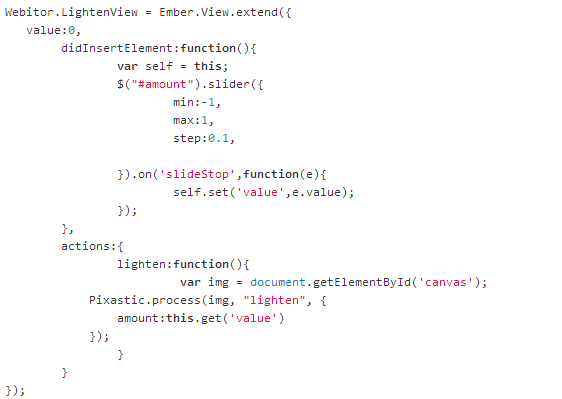 Webitor.LightenView = Ember.View.extend({
   value:0,
        didInsertElement:function(){
                var self = this;
                $("#amount").slider({
                        min:-1,
                        max:1,
                        step:0.1,

                }).on('slideStop',function(e){
                        self.set('value',e.value);
                });
        },
        actions:{
                lighten:function(){
                         var img = document.getElementById('canvas');
            Pixastic.process(img, "lighten", {
                amount:this.get('value')
            });
                }
        }
});